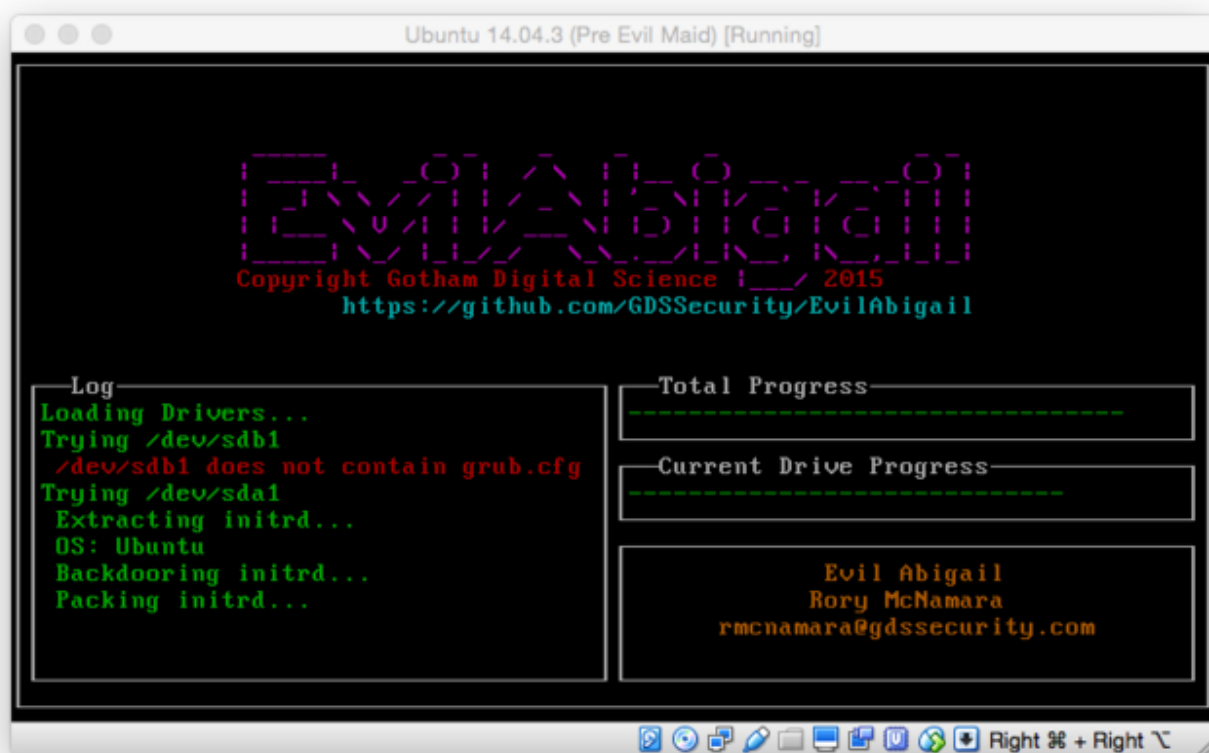 Ubuntu 14.04.3 (Pre Evil Maid) [Running]
EvilAbigail
Copyright Gotham Digital Science 2015
https://github.com/GDSSecurity/EvilAbigail
Log
Loading Drivers...
Trying /dev/sdb1
/dev/sdb1 does not contain grub.cfg
Trying /dev/sda1
Extracting initrd...
OS: Ubuntu
Backdooring initrd...
Packing initrd...
Total Progress
Current Drive Progress
Evil Abigail
Rory McNamara
rmcnamara@gdssecurity.com
Right ⌘ + Right ⌥